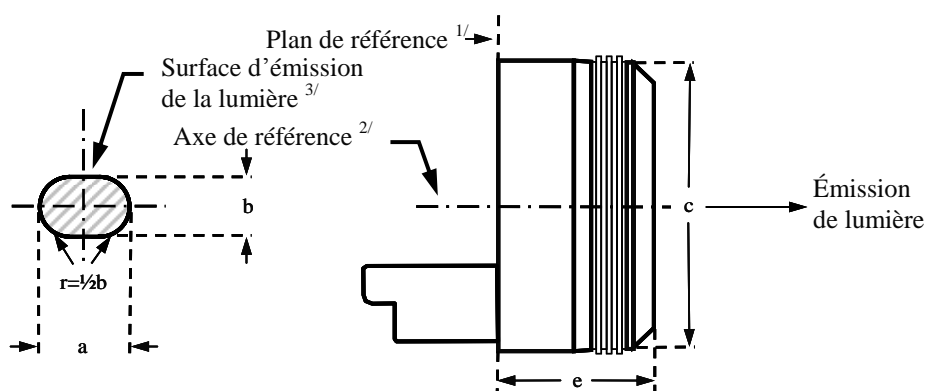 Plan de référence 1/
Surface d’émission
de la lumière 3/
Axe de référence 2/
Émission
de lumière
b
c
r=½b
a
e